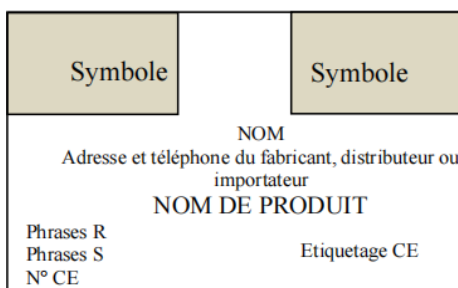 Symbole
Symbole
NOM
Adresse et téléphone du fabricant, distributeur ou
importateur
NOM DE PRODUIT
Phrases R
Phrases S
Etiquetage CE
N° CE